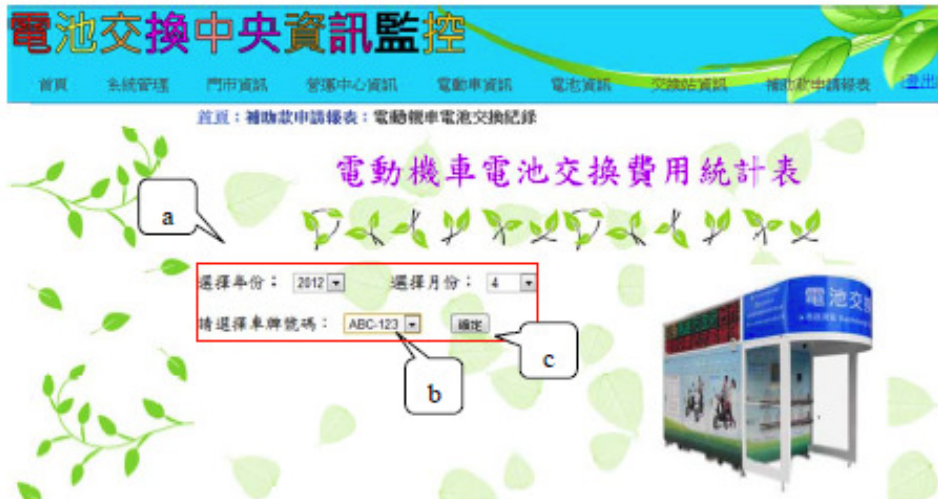 電池交換中央資訊監控
首頁 系統管理 門市資訊 營運中心資訊 電動車資訊 電池資訊 交換站資訊 補助款申請報表 登出
首頁：補助款申請報表：電動機車電池交換紀錄
電動機車電池交換費用統計表
a
選擇年份： 2012 選擇月份： 4
請選擇車牌號碼： ABC-123 確定
b
c
電池交